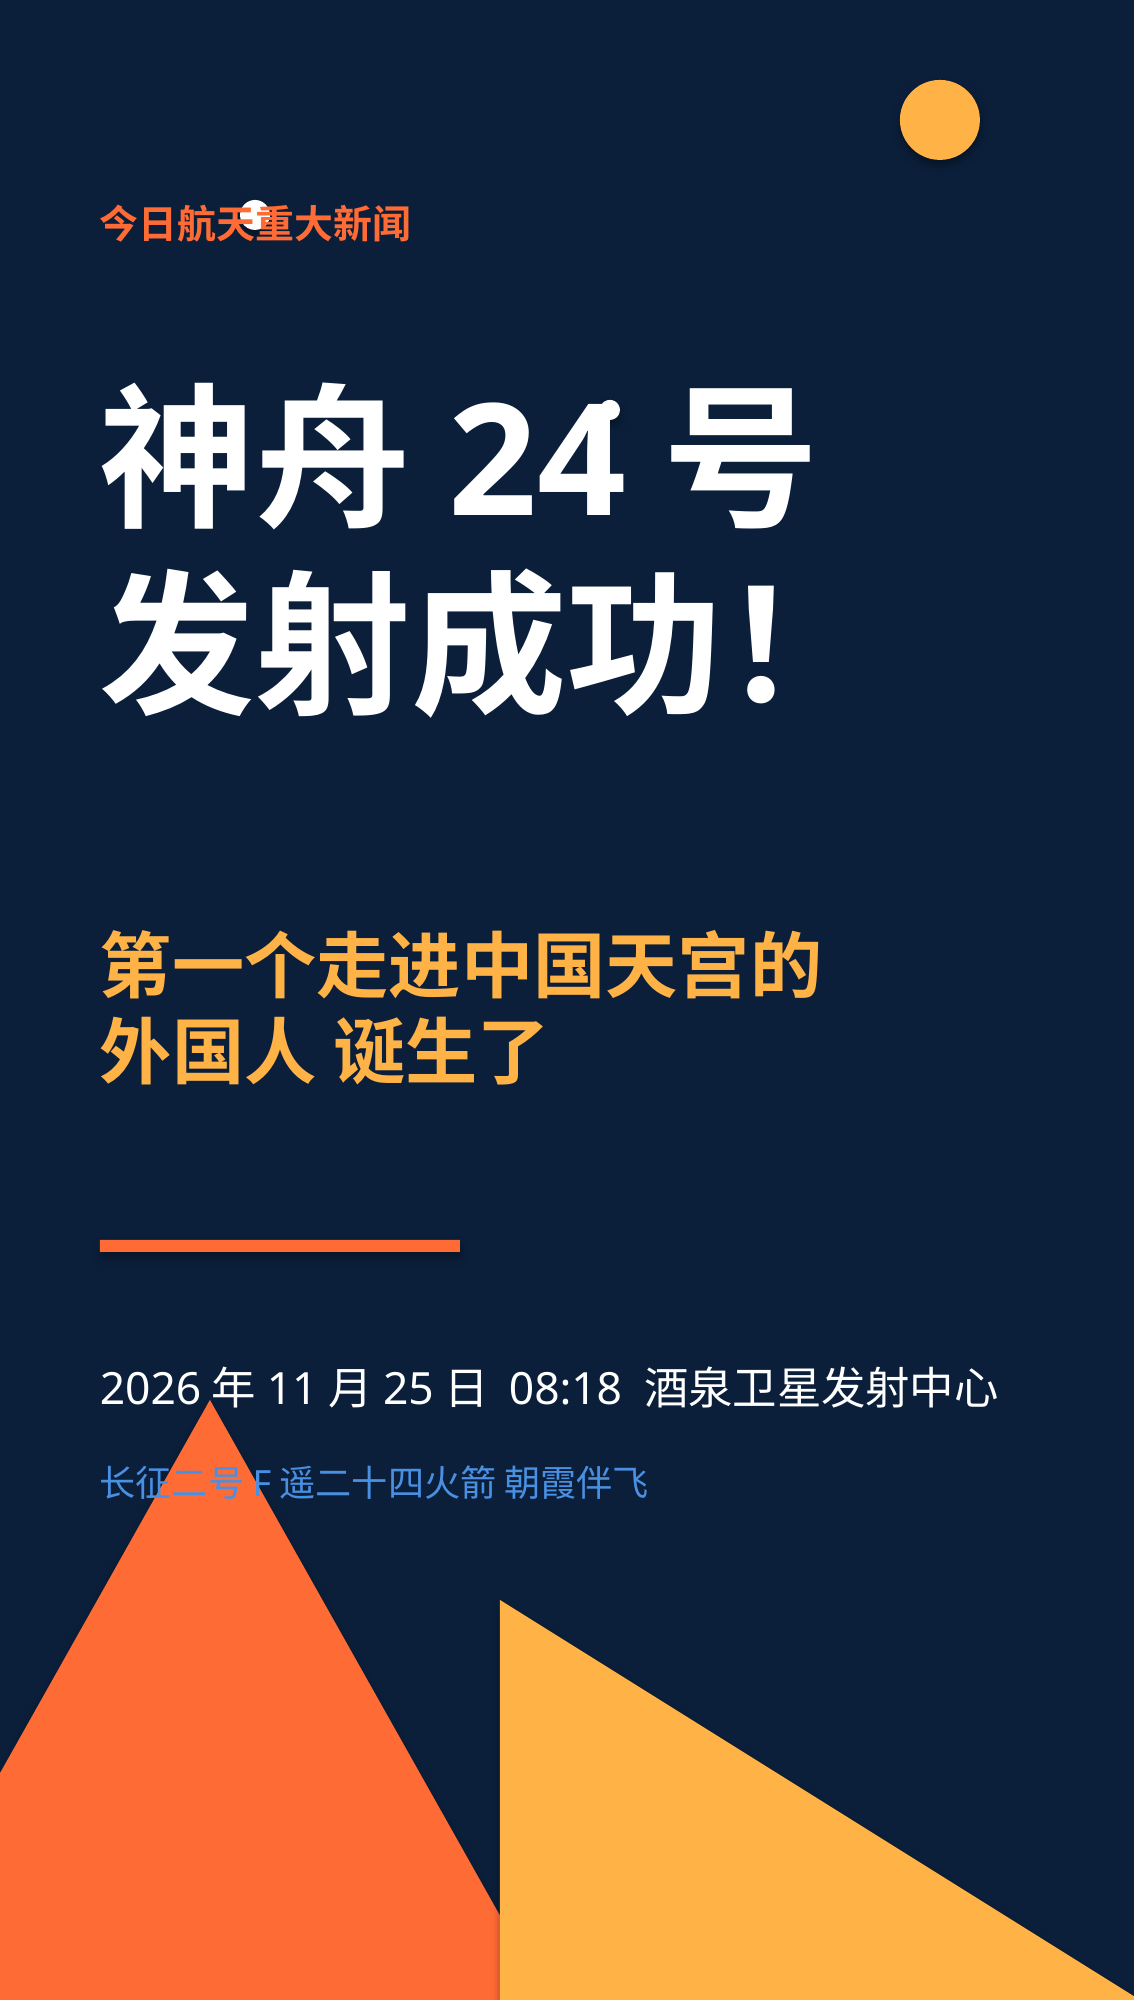 今日航天重大新闻
神舟 24 号
发射成功！
第一个走进中国天宫的
外国人 诞生了
2026 年 11 月 25 日 08:18 酒泉卫星发射中心
长征二号 F 遥二十四火箭 朝霞伴飞